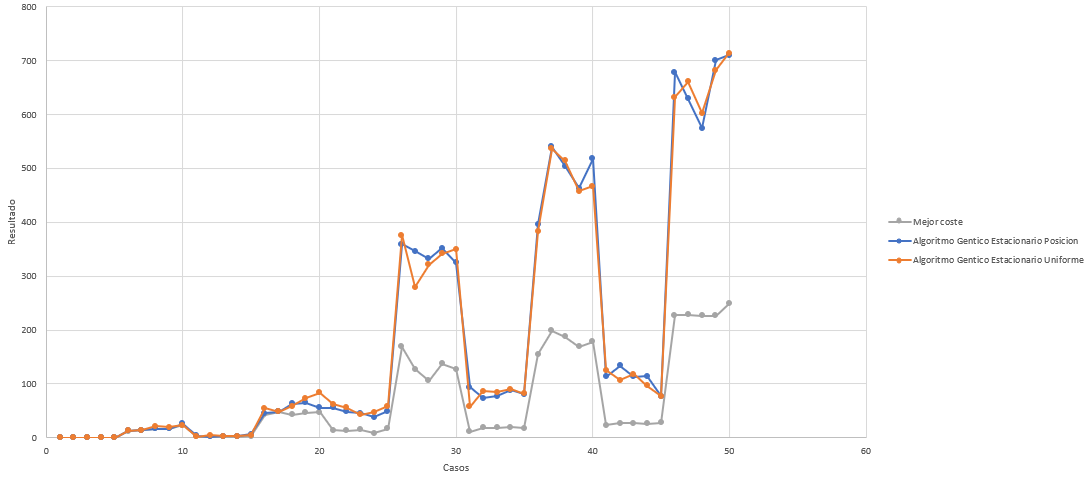 800
700
600
500
400
300
200
100
0
Resultado
0 10 20 30 40 50 60
Casos
Mejor coste
Algoritmo Gentico Estacionario Posicion
Algoritmo Gentico Estacionario Uniforme